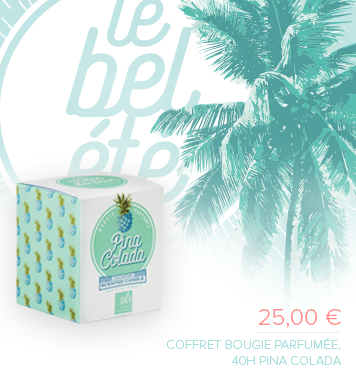 le
bel
été
Pina
Colada
SCENTED CANDLE
25,00 €
COFFRET BOUGIE PARFUMÉE,
40H PINA COLADA